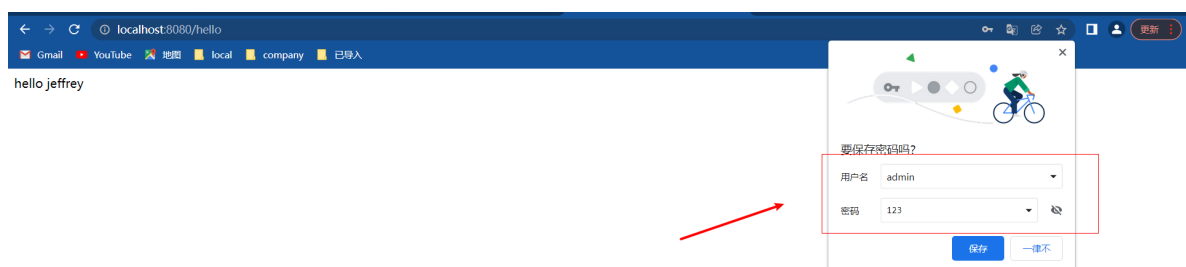 localhost:8080/hello
更新
Gmail YouTube 地图 local company 已导入
hello jeffrey
要保存密码吗?
用户名 admin
密码 123
保存 一律不